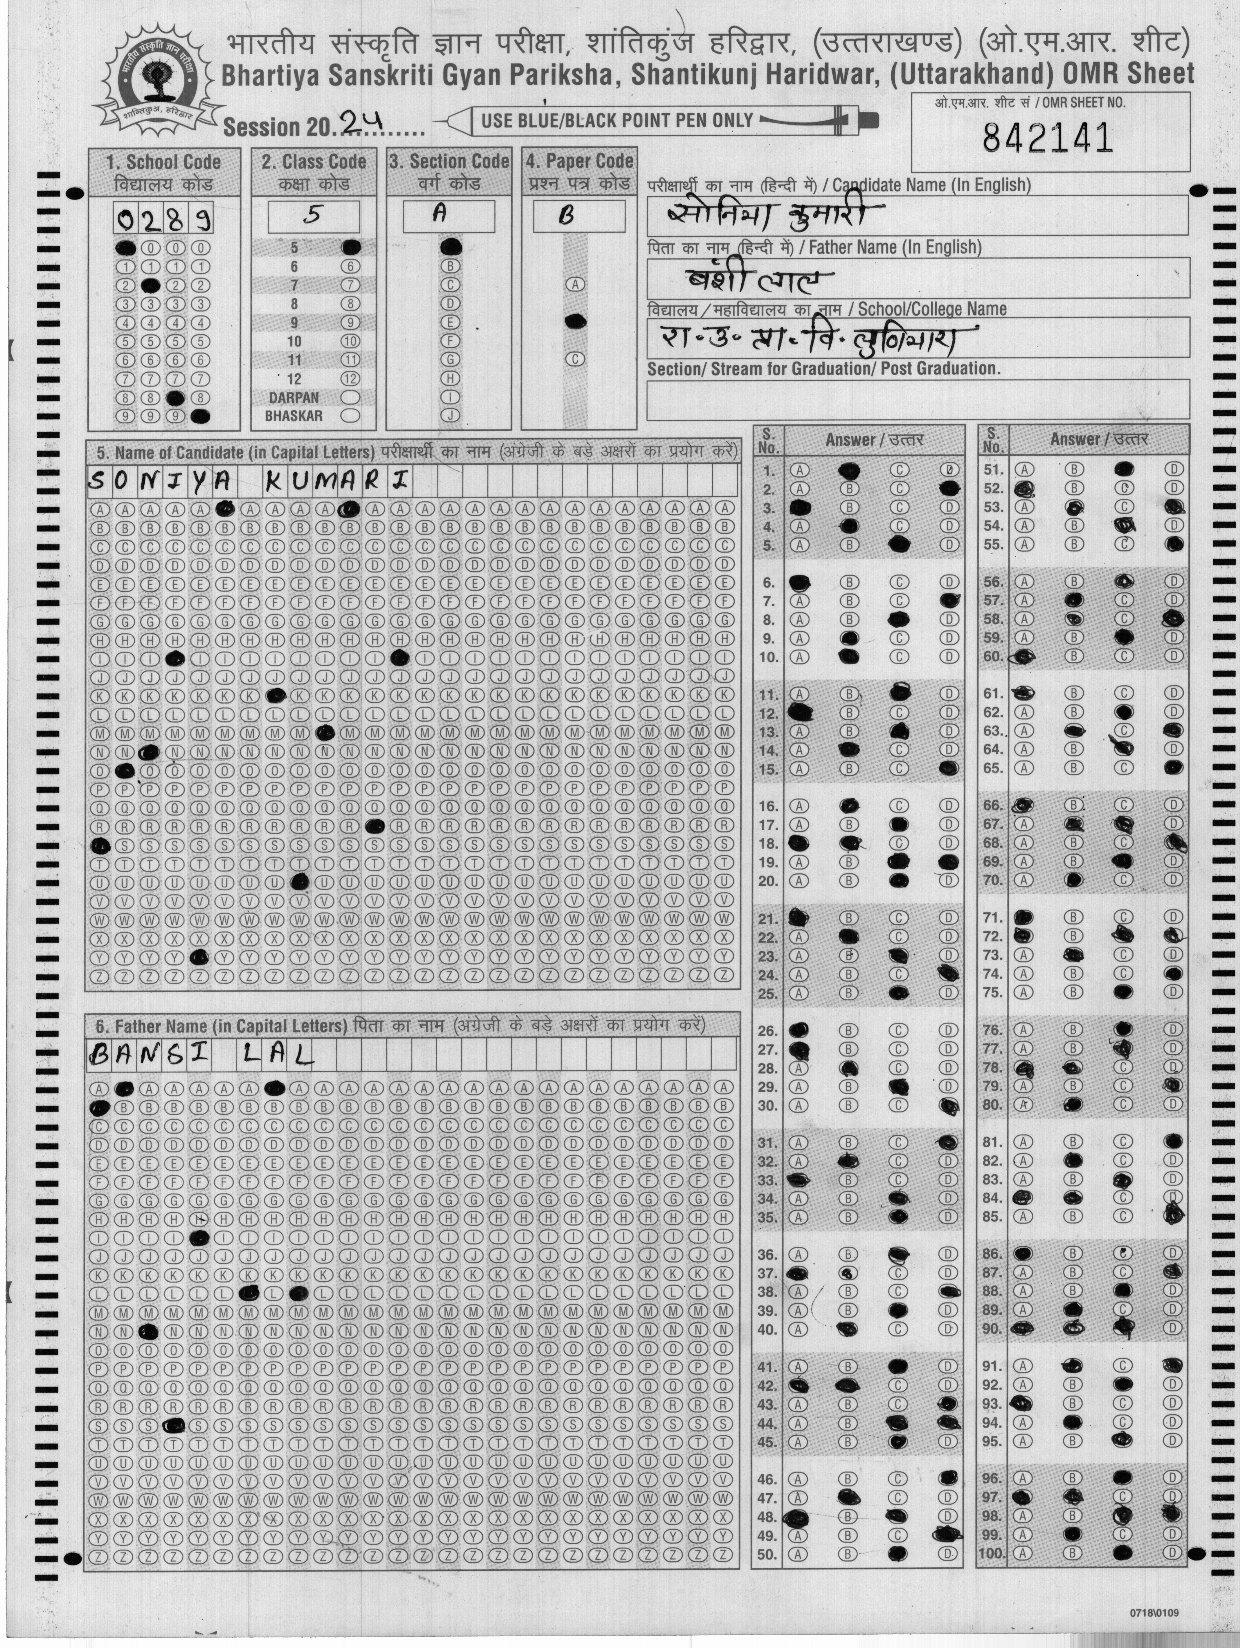 भारतीय संस्कृति ज्ञान परीक्षा, शांतिकुंज हरिद्वार, (उत्तराखण्ड) (ओ.एम.आर. शीट)
Bhartiya Sanskriti Gyan Pariksha, Shantikunj Haridwar, (Uttarakhand) OMR Sheet
Session 20.24 USE BLUE/BLACK POINT PEN ONLY
ओ.एम.आर. शीट सं / OMR SHEET NO.
842141
1. School Code
विद्यालय कोड
0289
2. Class Code
कक्षा कोड
5
5
6
7
8
9
10
11
12
DARPAN
BHASKAR
3. Section Code
वर्ग कोड
A
4. Paper Code
प्रश्न पत्र कोड
B
परीक्षार्थी का नाम (हिन्दी में) / Candidate Name (In English)
सोनिया कुमारी
पिता का नाम (हिन्दी में) / Father Name (In English)
बंशी लाल
विद्यालय/महाविद्यालय का नाम / School/College Name
रा.उ.प्रा.वि.
Section/ Stream for Graduation/ Post Graduation.
5. Name of Candidate (in Capital Letters) परीक्षार्थी का नाम (अंग्रेजी के बड़े अक्षरों का प्रयोग करें)
SONIYA KUMARI
6. Father Name (in Capital Letters) पिता का नाम (अंग्रेजी के बड़े अक्षरों का प्रयोग करें)
BANSI LAL
S. No. Answer / उत्तर
S. No. Answer / उत्तर
0718\0109